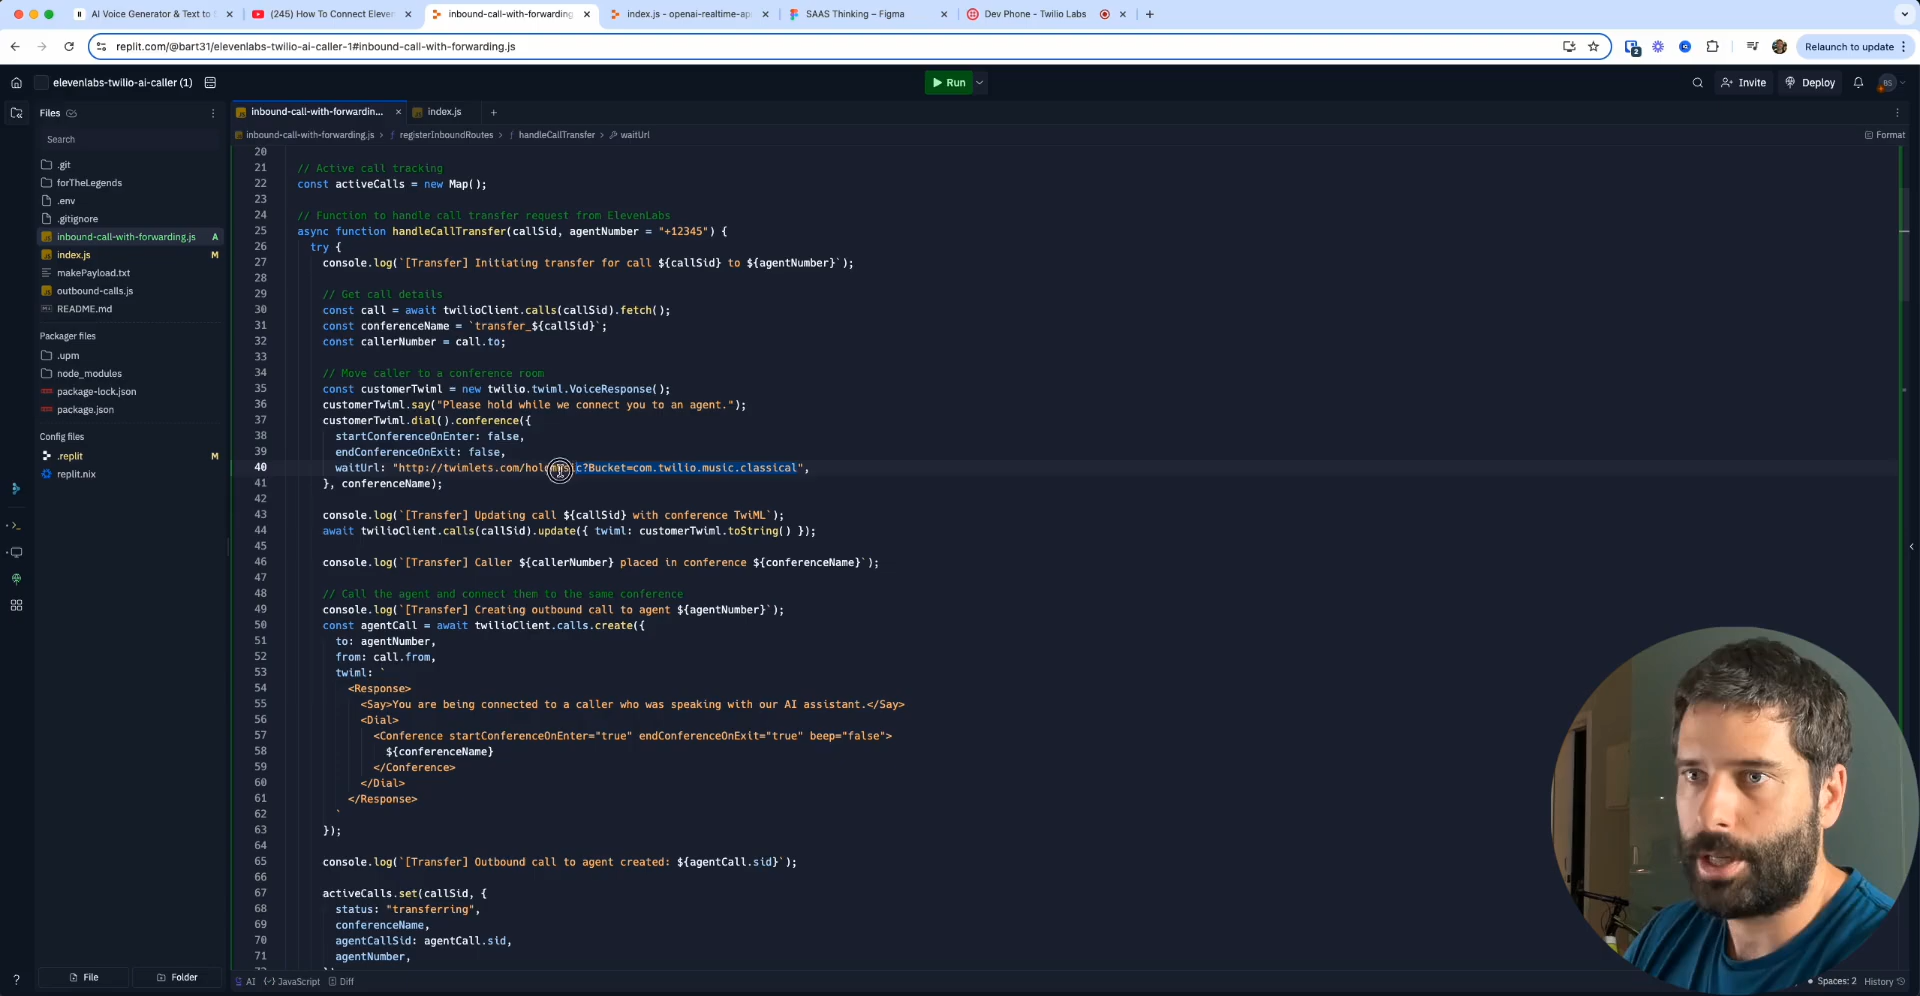 AI Voice Generator & Text to S
(245) How To Connect Eleven
inbound-call-with-forwarding
index.js - openai-realtime-ap
SAAS Thinking – Figma
Dev Phone - Twilio Labs
replit.com/@bart31/elevenlabs-twilio-ai-caller-1#inbound-call-with-forwarding.js
2
Relaunch to update
elevenlabs-twilio-ai-caller (1)
Run
Invite
Deploy
BS
Files
inbound-call-with-forwardin...
index.js
inbound-call-with-forwarding.js › registerInboundRoutes › handleCallTransfer › waitUrl
Format
Search
.git
forTheLegends
.env
.gitignore
inbound-call-with-forwarding.js A
index.js M
makePayload.txt
outbound-calls.js
README.md
Packager files
.upm
node_modules
package-lock.json
package.json
Config files
.replit M
replit.nix
20
21 // Active call tracking
22 const activeCalls = new Map();
23
24 // Function to handle call transfer request from ElevenLabs
25 async function handleCallTransfer(callSid, agentNumber = "+12345") {
26 try {
27 console.log(`[Transfer] Initiating transfer for call ${callSid} to ${agentNumber}`);
28
29 // Get call details
30 const call = await twilioClient.calls(callSid).fetch();
31 const conferenceName = `transfer_${callSid}`;
32 const callerNumber = call.to;
33
34 // Move caller to a conference room
35 const customerTwiml = new twilio.twiml.VoiceResponse();
36 customerTwiml.say("Please hold while we connect you to an agent.");
37 customerTwiml.dial().conference({
38 startConferenceOnEnter: false,
39 endConferenceOnExit: false,
40 waitUrl: "http://twimlets.com/holdmusic?Bucket=com.twilio.music.classical",
41 }, conferenceName);
42
43 console.log(`[Transfer] Updating call ${callSid} with conference TwiML`);
44 await twilioClient.calls(callSid).update({ twiml: customerTwiml.toString() });
45
46 console.log(`[Transfer] Caller ${callerNumber} placed in conference ${conferenceName}`);
47
48 // Call the agent and connect them to the same conference
49 console.log(`[Transfer] Creating outbound call to agent ${agentNumber}`);
50 const agentCall = await twilioClient.calls.create({
51 to: agentNumber,
52 from: call.from,
53 twiml: `
54 <Response>
55 <Say>You are being connected to a caller who was speaking with our AI assistant.</Say>
56 <Dial>
57 <Conference startConferenceOnEnter="true" endConferenceOnExit="true" beep="false">
58 ${conferenceName}
59 </Conference>
60 </Dial>
61 </Response>
62 `
63 });
64
65 console.log(`[Transfer] Outbound call to agent created: ${agentCall.sid}`);
66
67 activeCalls.set(callSid, {
68 status: "transferring",
69 conferenceName,
70 agentCallSid: agentCall.sid,
71 agentNumber,
File
Folder
AI
JavaScript
Diff
Spaces: 2
History